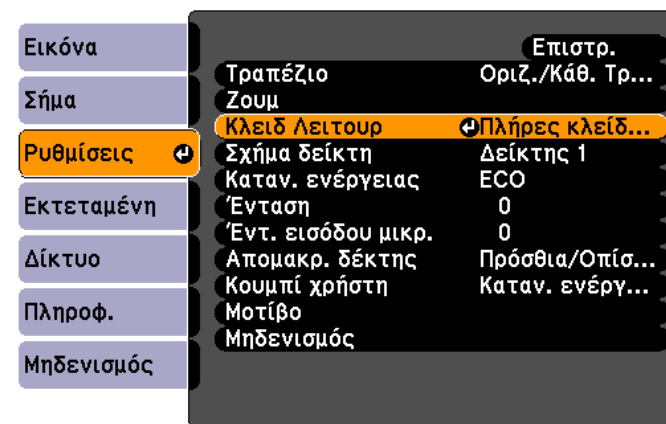 Εικόνα
Σήμα
Ρυθμίσεις
Εκτεταμένη
Δίκτυο
Πληροφ.
Μηδενισμός
Επιστρ.
Τραπέζιο Οριζ./Κάθ. Τρ...
Ζουμ
Κλειδ Λειτουρ Πλήρες κλείδ...
Σχήμα δείκτη Δείκτης 1
Καταν. ενέργειας ECO
Ένταση 0
Έντ. εισόδου μικρ. 0
Απομακρ. δέκτης Πρόσθια/Οπίσ...
Κουμπί χρήστη Καταν. ενέργ...
Μοτίβο
Μηδενισμός